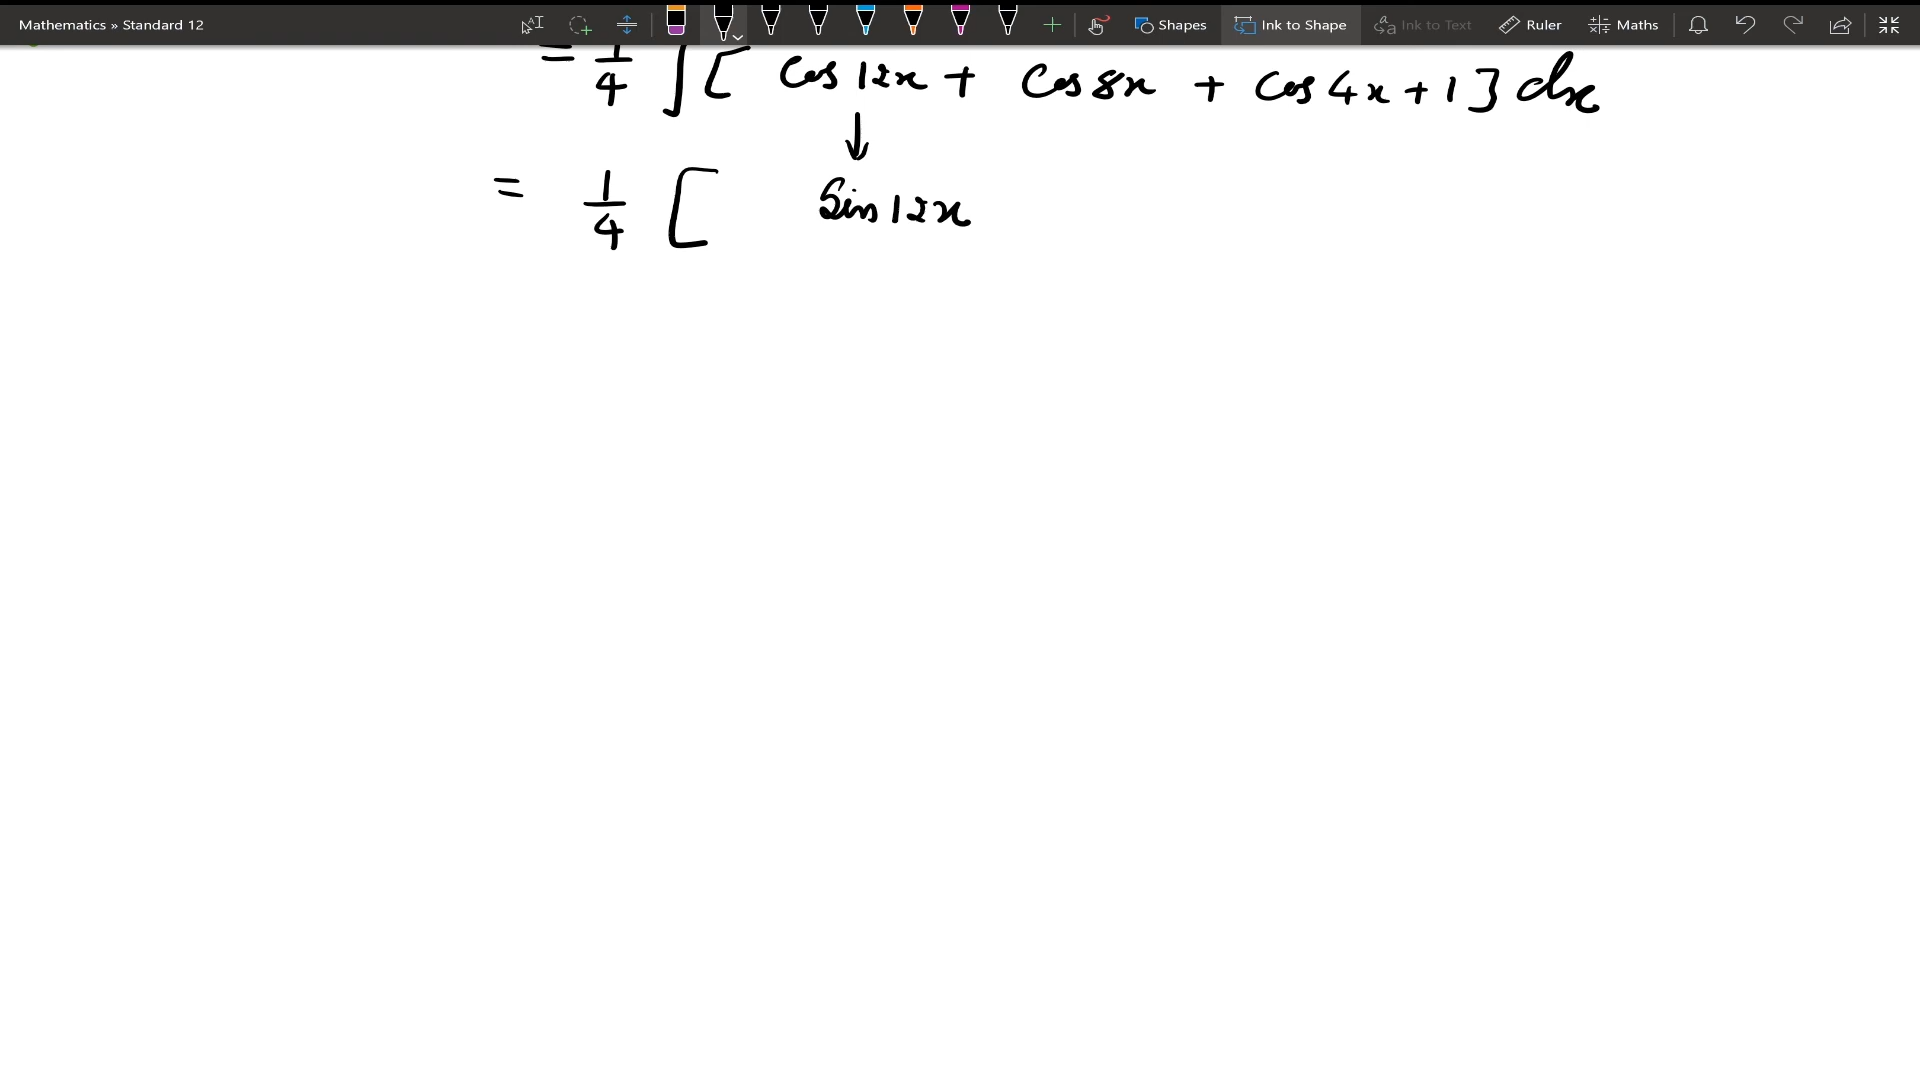 Mathematics » Standard 12
Shapes Ink to Shape Ink to Text Ruler Maths
= 1/4 ∫ [ Cos 12x + Cos 8x + Cos 4x + 1 ] dx
↓
= 1/4 [ Sin 12x